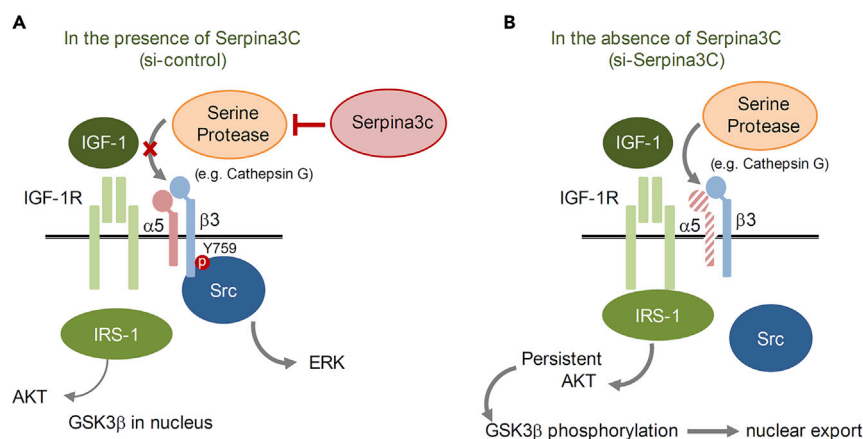 A
In the presence of Serpina3C
(si-control)
Serine
Protease
Serpina3c
IGF-1
(e.g. Cathepsin G)
IGF-1R
α5
β3
Y759
p
Src
IRS-1
ERK
AKT
GSK3β in nucleus
B
In the absence of Serpina3C
(si-Serpina3C)
Serine
Protease
IGF-1
(e.g. Cathepsin G)
IGF-1R
α5
β3
IRS-1
Src
Persistent
AKT
GSK3β phosphorylation
nuclear export